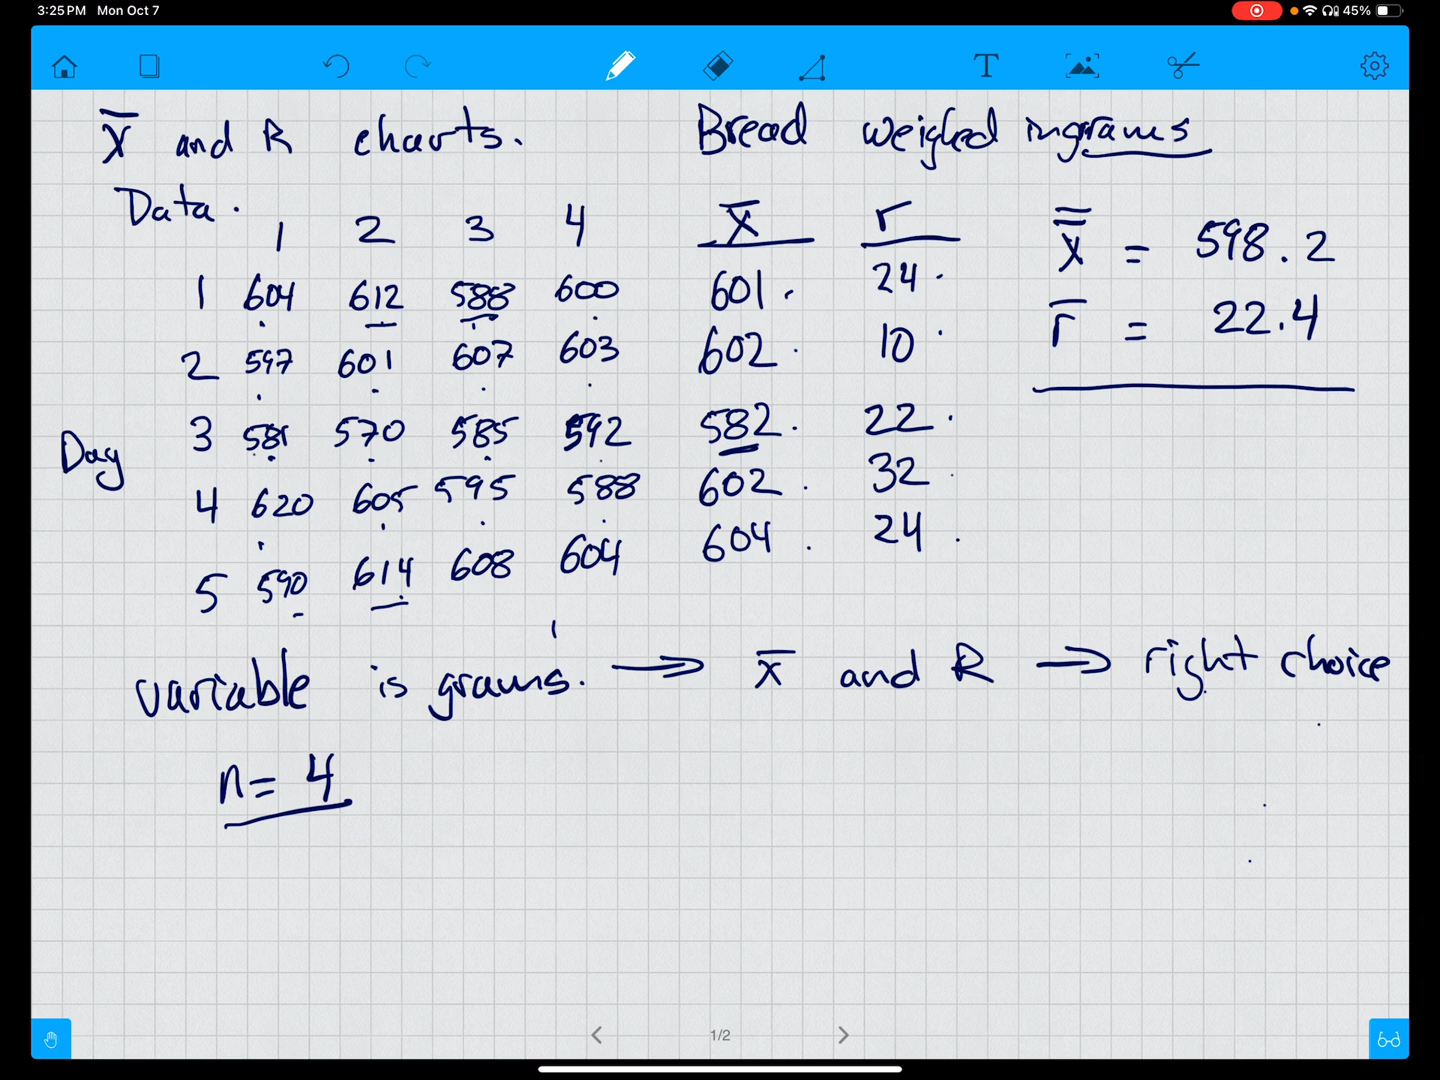 3:25 PM Mon Oct 7 45%
T
X̿ and R charts. Bread weighed in grams
Data. 1 2 3 4 X̄ r
1 604 612 588 600 601 24
2 597 601 607 603 602 10
3 581 570 585 592 582 22
4 620 605 595 588 602 32
5 590 614 608 604 604 24
Day
X̿ = 598.2
r̄ = 22.4
variable is grams. → x̄ and R → right choice
n = 4
1/2